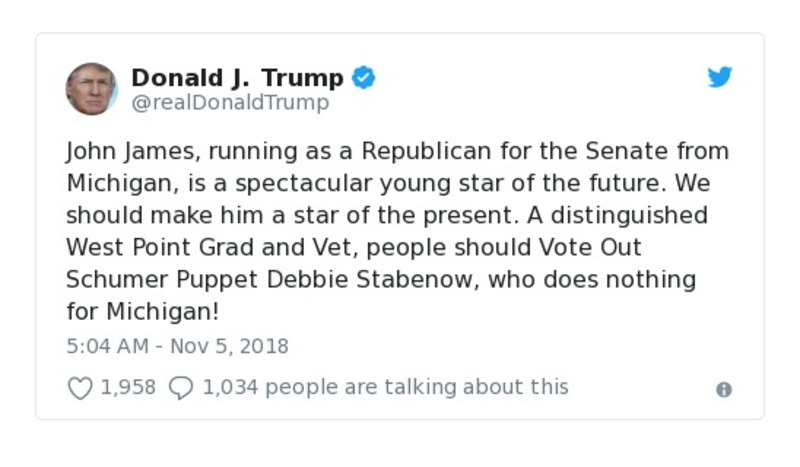 Donald J. Trump
@realDonaldTrump
John James, running as a Republican for the Senate from
Michigan, is a spectacular young star of the future. We
should make him a star of the present. A distinguished
West Point Grad and Vet, people should Vote Out
Schumer Puppet Debbie Stabenow, who does nothing
for Michigan!
5:04 AM - Nov 5, 2018
1,958 1,034 people are talking about this